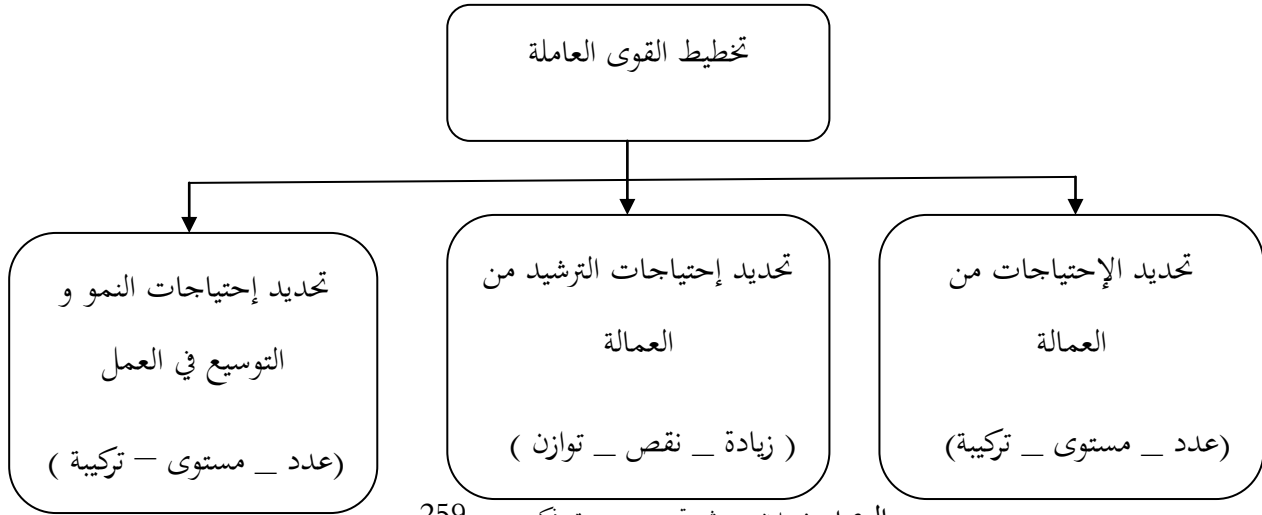 تخطيط القوى العاملة
تحديد الإحتياجات من
العمالة
(عدد _ مستوى _ تركيبة)
تحديد إحتياجات الترشيد من
العمالة
( زيادة _ نقص _ توازن )
تحديد إحتياجات النمو و
التوسيع في العمل
(عدد _ مستوى – تركيبة )
259